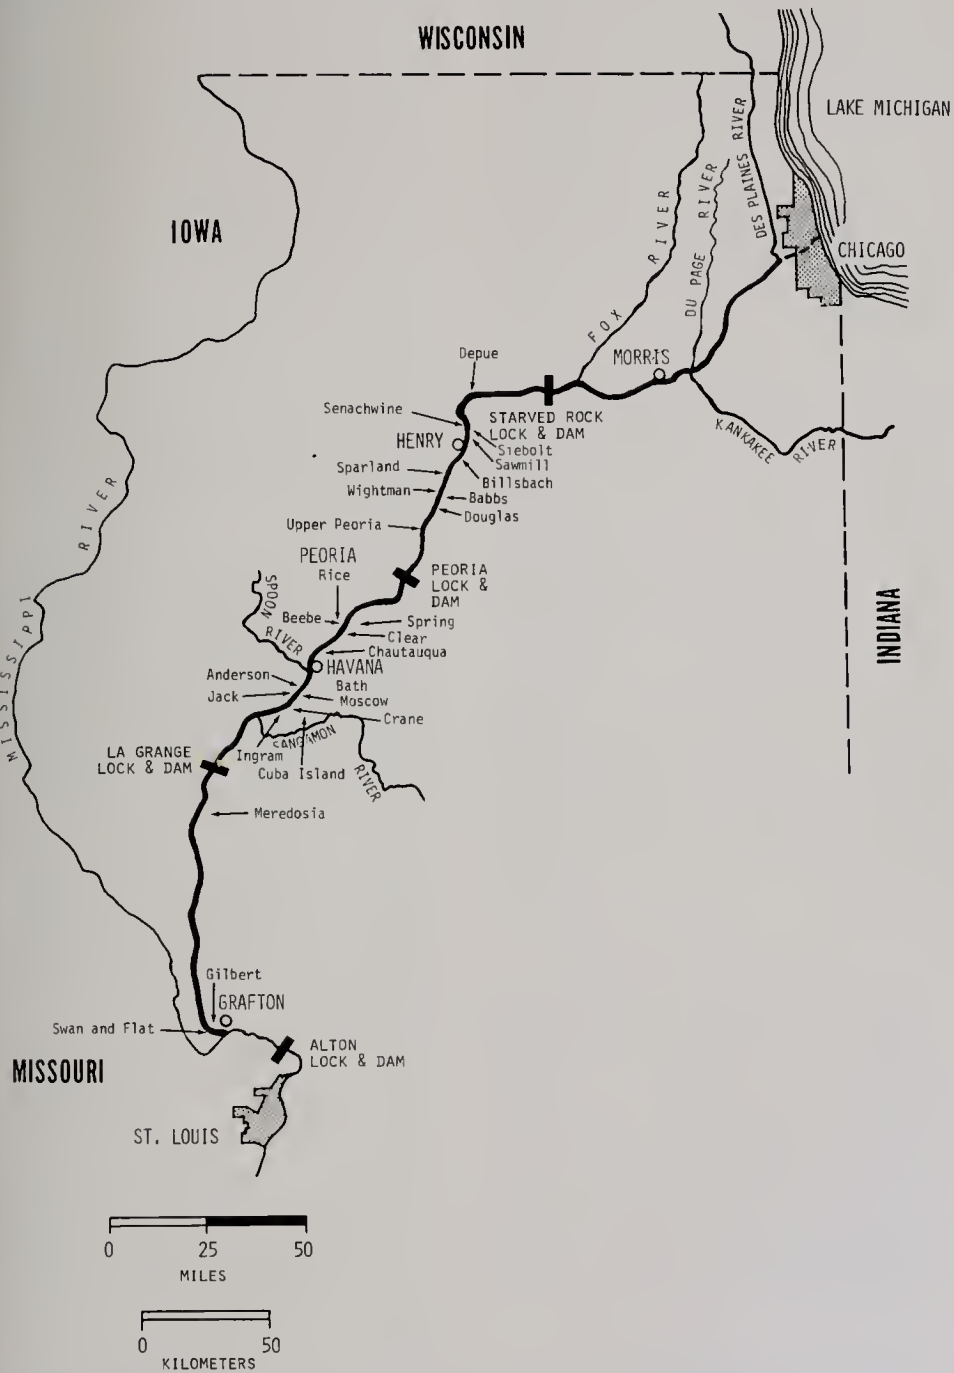 WISCONSIN
LAKE MICHIGAN
DES PLAINES RIVER
DU PAGE RIVER
FOX RIVER
IOWA
CHICAGO
MORRIS
Depue
Senachwine
STARVED ROCK
LOCK & DAM
HENRY
Siebolt
Sawmill
KANKAKEE RIVER
Sparland
Billsbach
Wightman
Babbs
Douglas
Upper Peoria
MISSISSIPPI RIVER
PEORIA
PEORIA
LOCK &
DAM
Rice
SPOON RIVER
Beebe
Spring
Clear
Chautauqua
INDIANA
HAVANA
Anderson
Bath
Jack
Moscow
Crane
SANGAMON RIVER
LA GRANGE
LOCK & DAM
Ingram
Cuba Island
Meredosia
Gilbert
GRAFTON
Swan and Flat
ALTON
LOCK & DAM
MISSOURI
ST. LOUIS
0 25 50
MILES
0 50
KILOMETERS